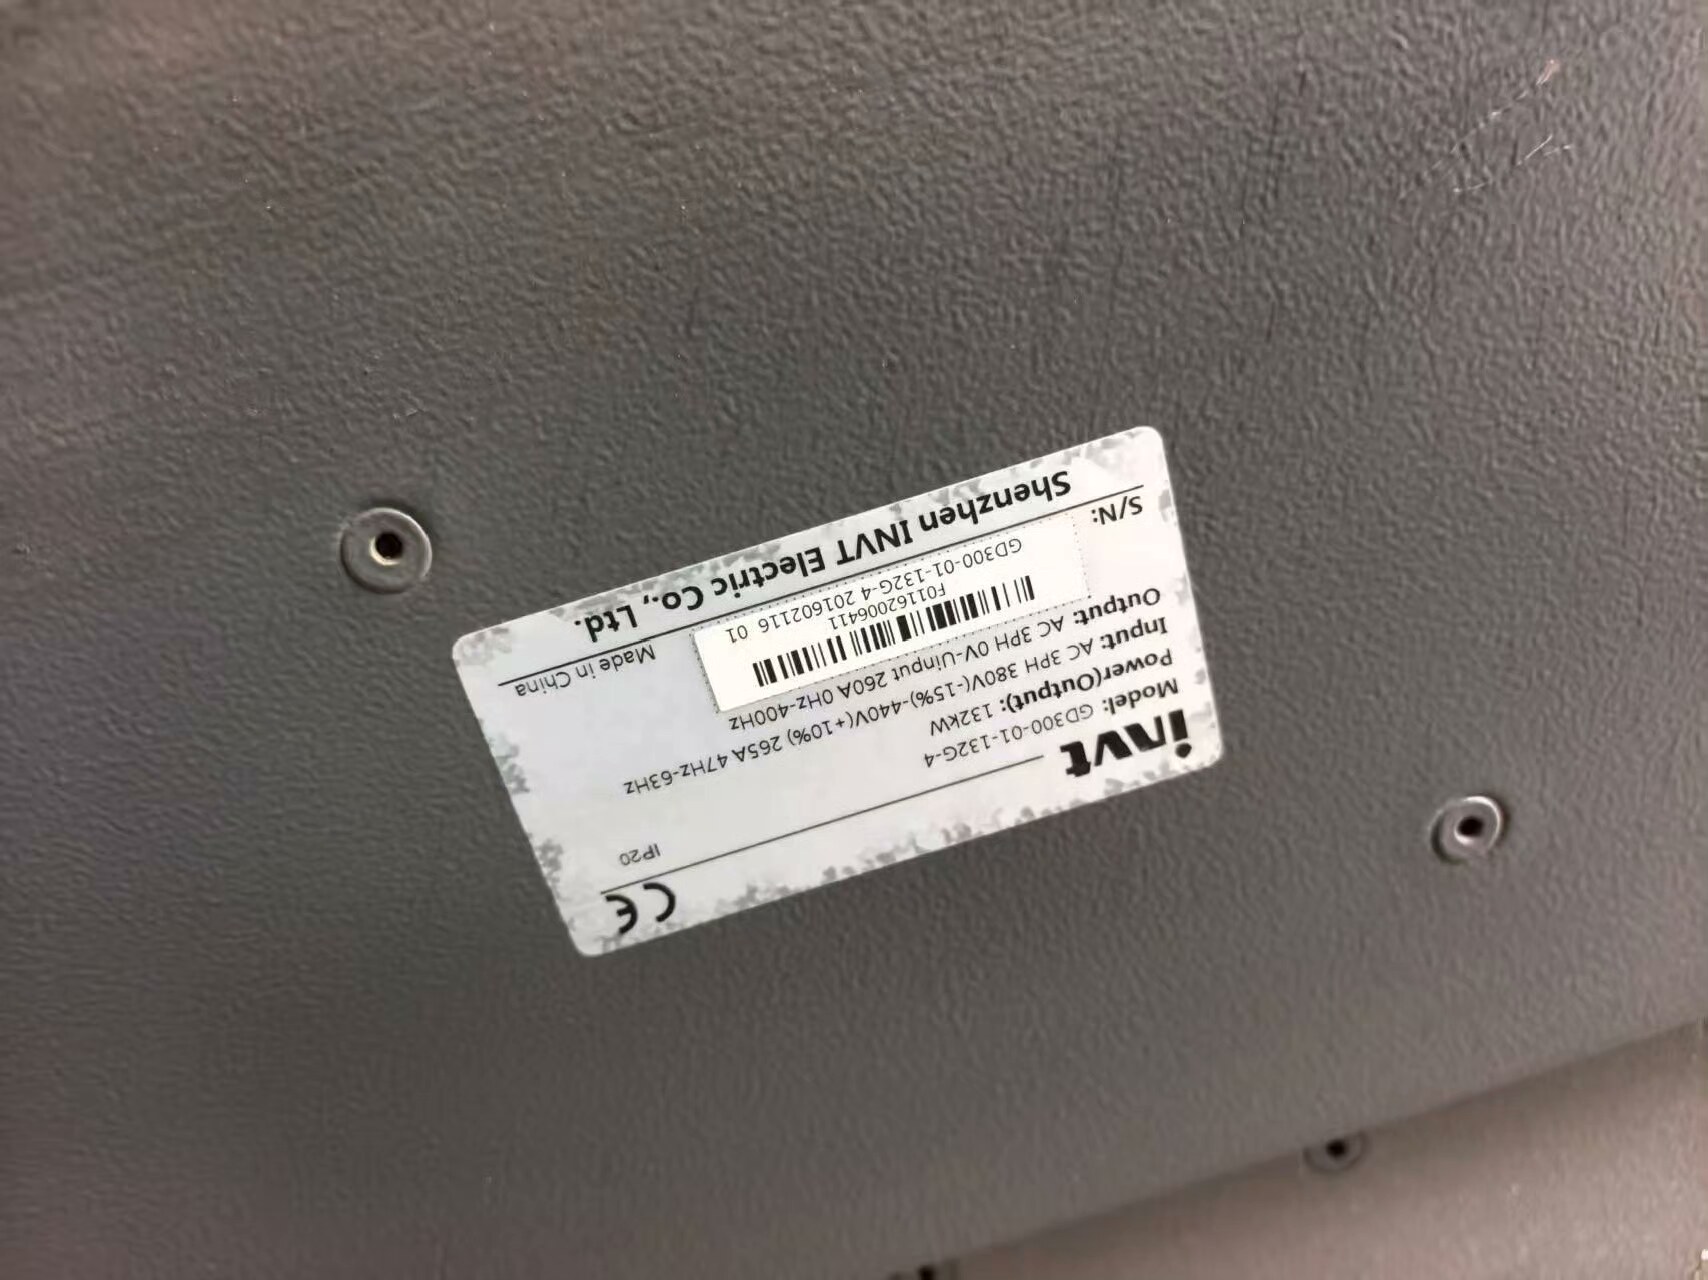 invt CE
Model: GD300-01-132G-4 IP20
Power(Output): 132kW
Input: AC 3PH 380V(-15%)-440V(+10%) 265A 47Hz-63Hz
Output: AC 3PH 0V-Uinput 260A 0Hz-400Hz
F01162006411
S/N: GD300-01-132G-4 201602116 01 Made in China
Shenzhen INVT Electric Co., Ltd.